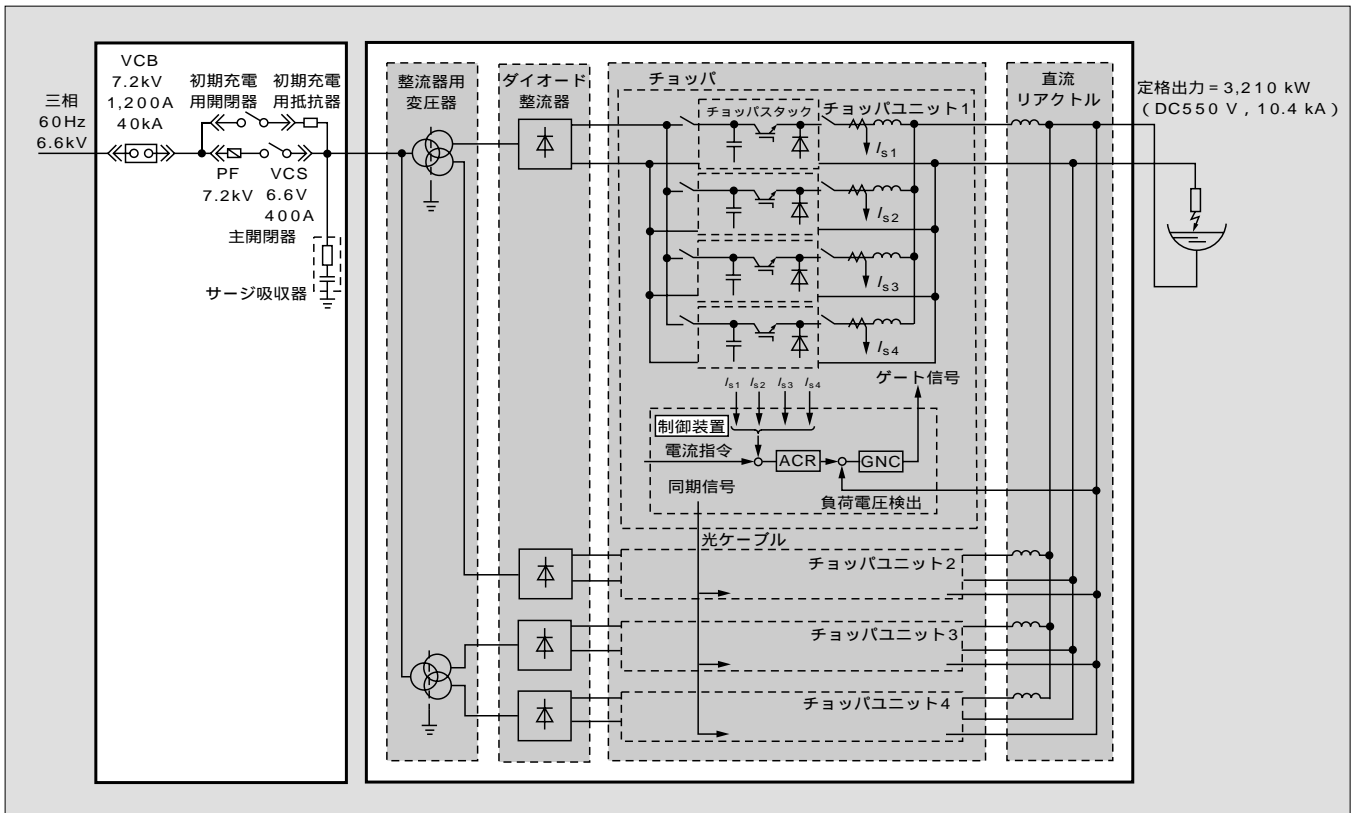 VCB
7.2kV
1,200A
40kA
三相
60Hz
6.6kV
初期充電
用開閉器
初期充電
用抵抗器
PF
7.2kV
VCS
6.6V
400A
主開閉器
サージ吸収器
整流器用
変圧器
ダイオード
整流器
チョッパ
チョッパスタック
チョッパユニット1
Is1
Is2
Is3
Is4
直流
リアクトル
定格出力=3,210 kW
(DC550 V,10.4 kA)
ゲート信号
Is1 Is2 Is3 Is4
制御装置
電流指令
ACR
GNC
同期信号
負荷電圧検出
光ケーブル
チョッパユニット2
チョッパユニット3
チョッパユニット4